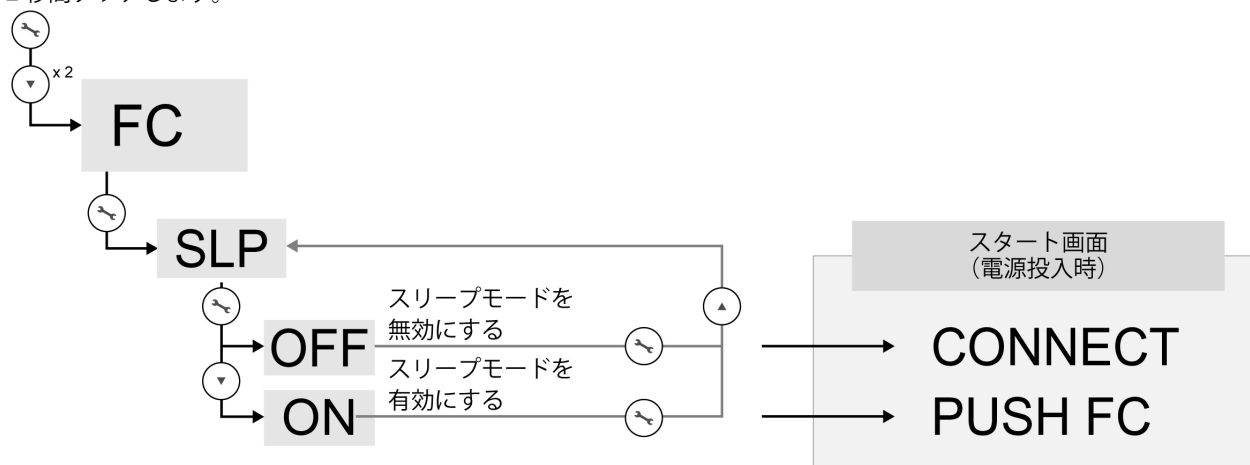 x 2
FC
SLP
スタート画面
（電源投入時）
スリープモードを
無効にする
OFF
CONNECT
スリープモードを
有効にする
ON
PUSH FC